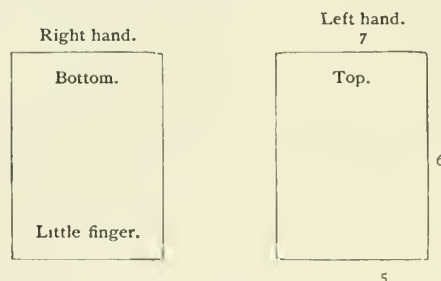 Right hand.
Bottom.
Little finger.
Left hand.
7
Top.
6
5